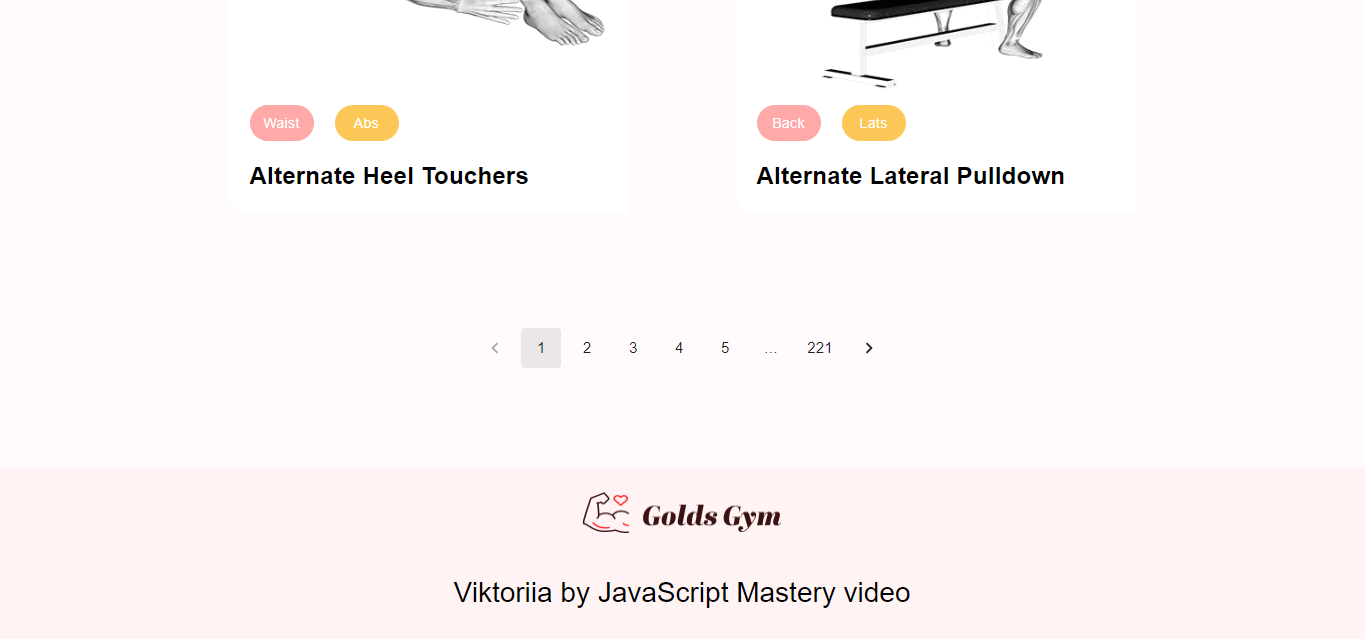 Waist Abs Back Lats
Alternate Heel Touchers Alternate Lateral Pulldown
1 2 3 4 5 … 221
Golds Gym
Viktoriia by JavaScript Mastery video